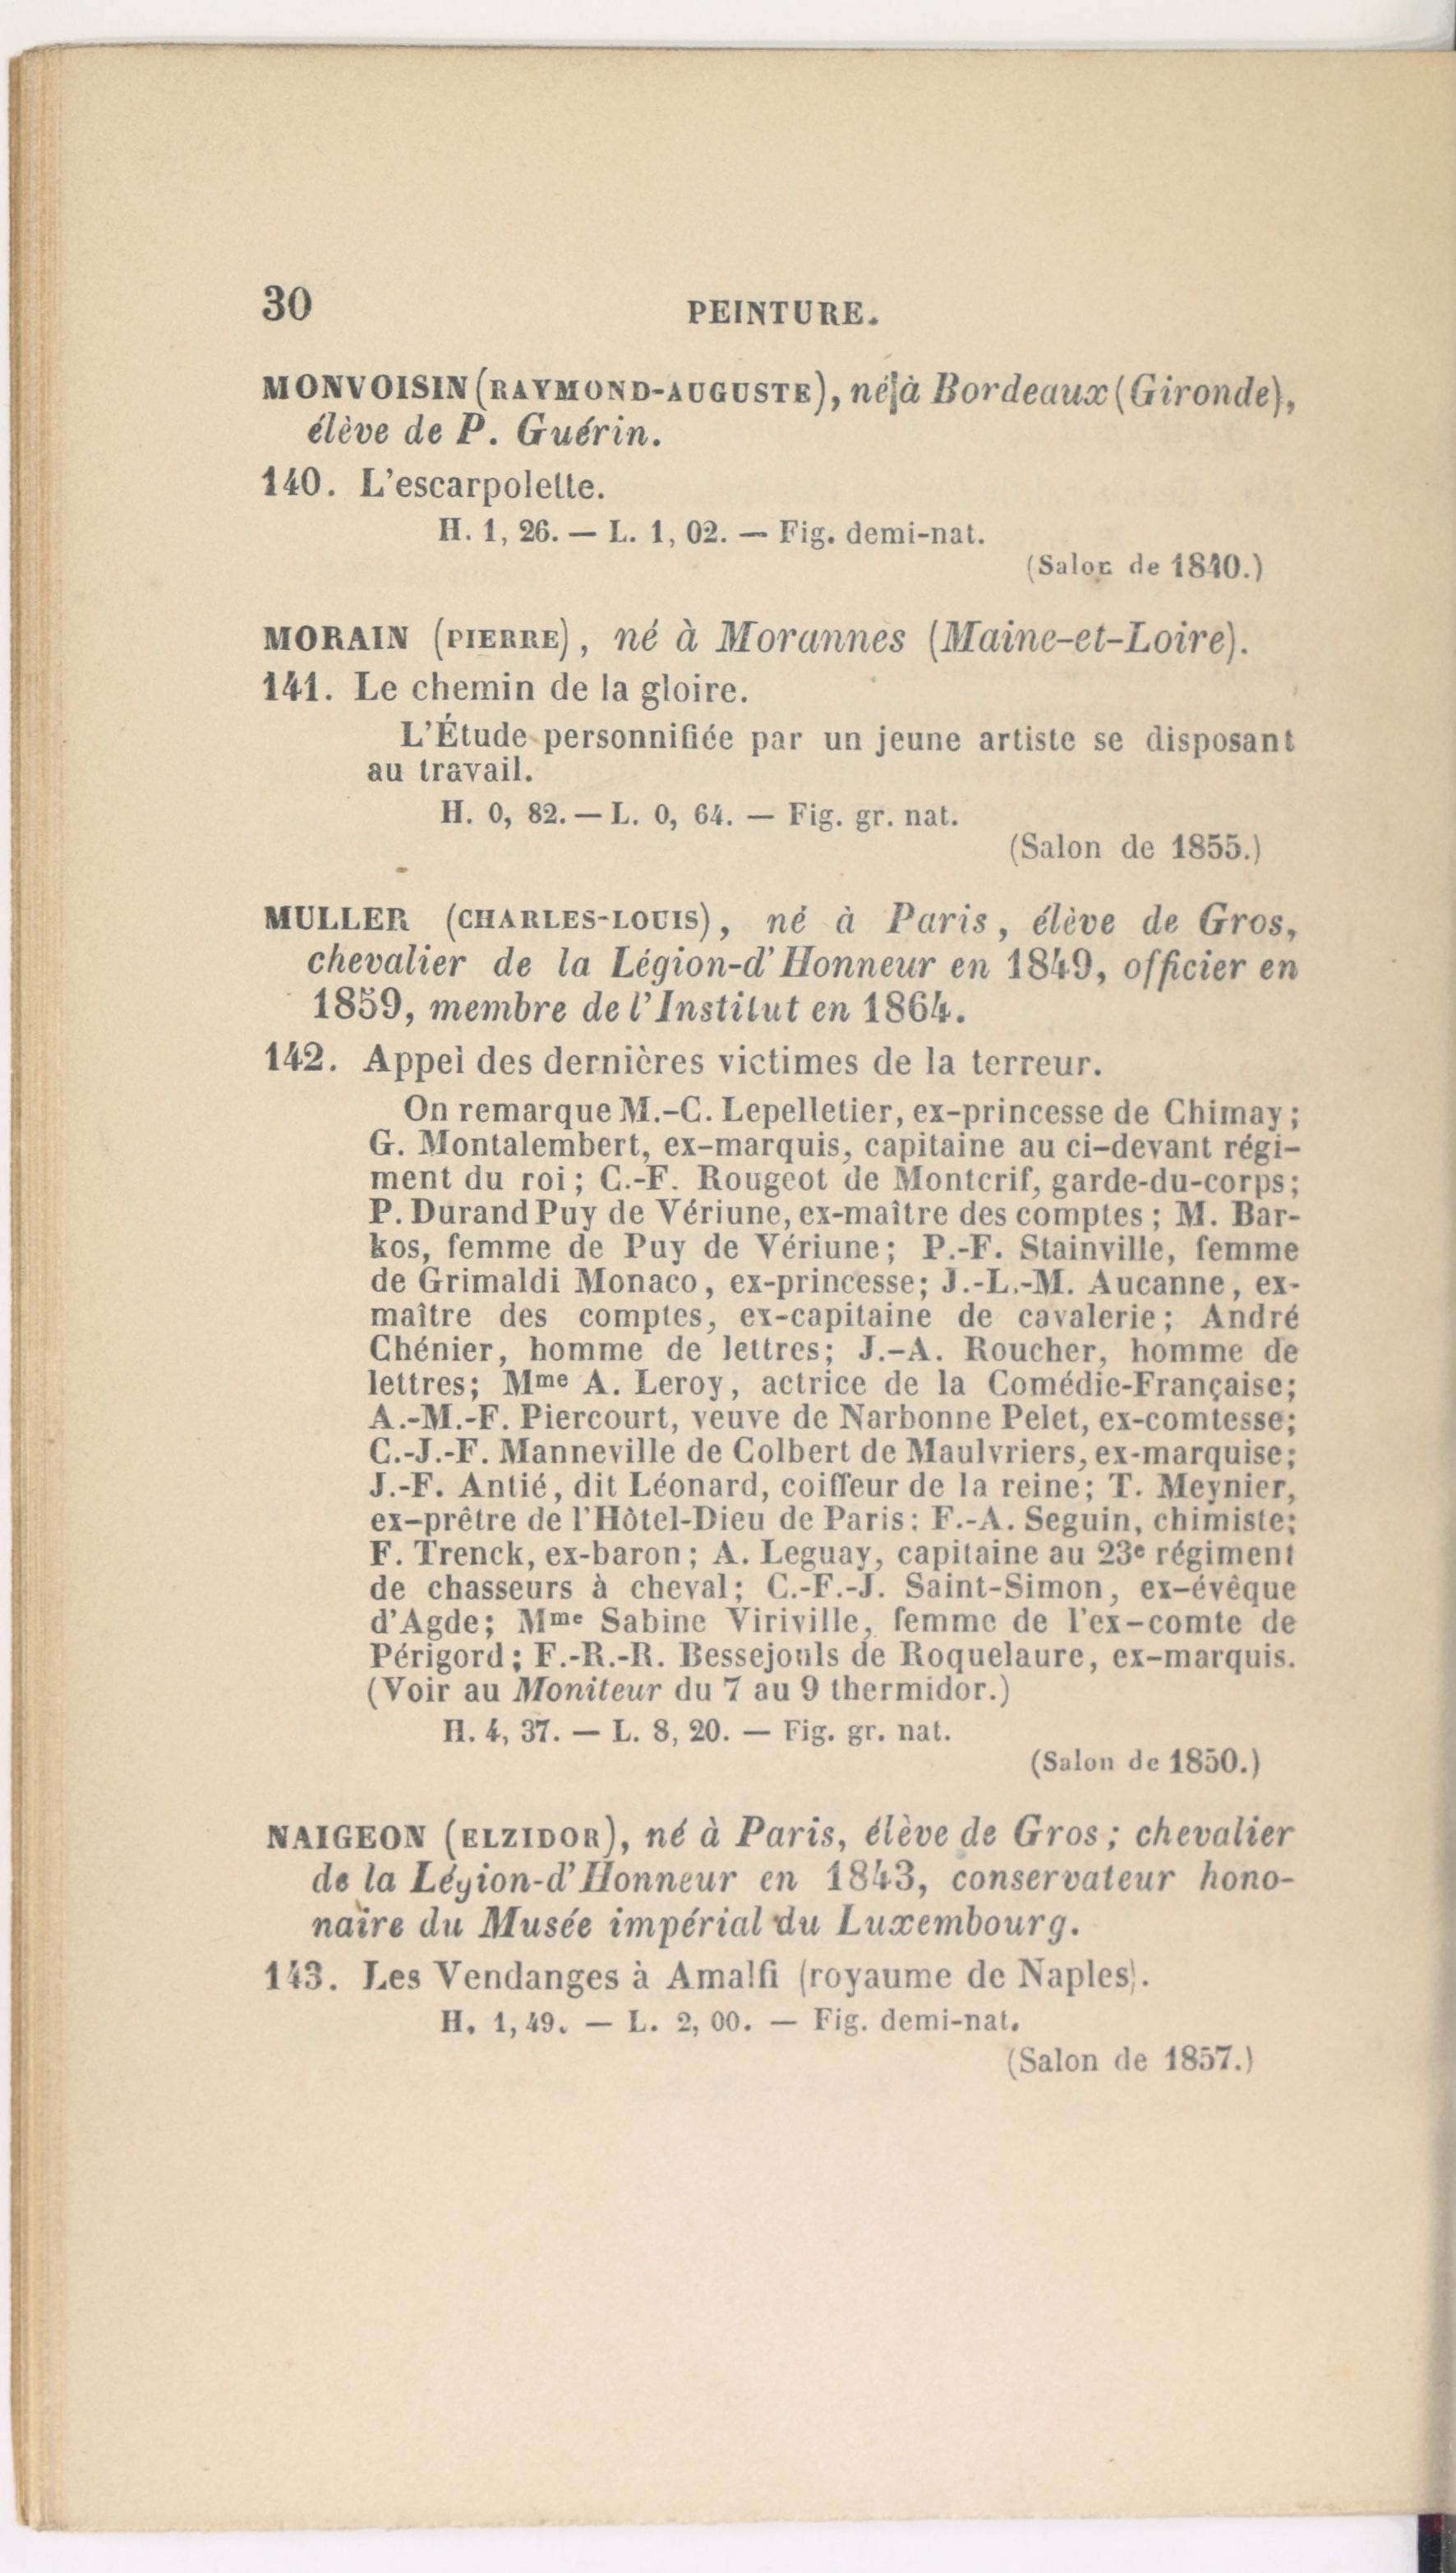 30 PEINTURE.
MONVOISIN (RAYMOND-AUGUSTE), né à Bordeaux (Gironde),
élève de P. Guérin.
140. L'escarpolette.
H. 1, 26. — L. 1, 02. — Fig. demi-nat.
(Salon de 1840.)
MORAIN (PIERRE), né à Morannes (Maine-et-Loire).
141. Le chemin de la gloire.
L'Étude personnifiée par un jeune artiste se disposant
au travail.
H. 0, 82. — L. 0, 64. — Fig. gr. nat.
(Salon de 1855.)
MULLER (CHARLES-LOUIS), né à Paris, élève de Gros,
chevalier de la Légion-d'Honneur en 1849, officier en
1859, membre de l'Institut en 1864.
142. Appel des dernières victimes de la terreur.
On remarque M.-C. Lepelletier, ex-princesse de Chimay;
G. Montalembert, ex-marquis, capitaine au ci-devant régi-
ment du roi; C.-F. Rougeot de Montcrif, garde-du-corps;
P. Durand Puy de Vériune, ex-maître des comptes; M. Bar-
kos, femme de Puy de Vériune; P.-F. Stainville, femme
de Grimaldi Monaco, ex-princesse; J.-L.-M. Aucanne, ex-
maître des comptes, ex-capitaine de cavalerie; André
Chénier, homme de lettres; J.-A. Roucher, homme de
lettres; Mme A. Leroy, actrice de la Comédie-Française;
A.-M.-F. Piercourt, veuve de Narbonne Pelet, ex-comtesse;
C.-J.-F. Manneville de Colbert de Maulvriers, ex-marquise;
J.-F. Antié, dit Léonard, coiffeur de la reine; T. Meynier,
ex-prêtre de l'Hôtel-Dieu de Paris: F.-A. Seguin, chimiste;
F. Trenck, ex-baron; A. Leguay, capitaine au 23e régiment
de chasseurs à cheval; C.-F.-J. Saint-Simon, ex-évêque
d'Agde; Mme Sabine Viriville, femme de l'ex-comte de
Périgord; F.-R.-R. Bessejouls de Roquelaure, ex-marquis.
(Voir au Moniteur du 7 au 9 thermidor.)
H. 4, 37. — L. 8, 20. — Fig. gr. nat.
(Salon de 1850.)
NAIGEON (ELZIDOR), né à Paris, élève de Gros; chevalier
de la Légion-d'Honneur en 1843, conservateur hono-
naire du Musée impérial du Luxembourg.
143. Les Vendanges à Amalfi (royaume de Naples).
H. 1, 49. — L. 2, 00. — Fig. demi-nat.
(Salon de 1857.)